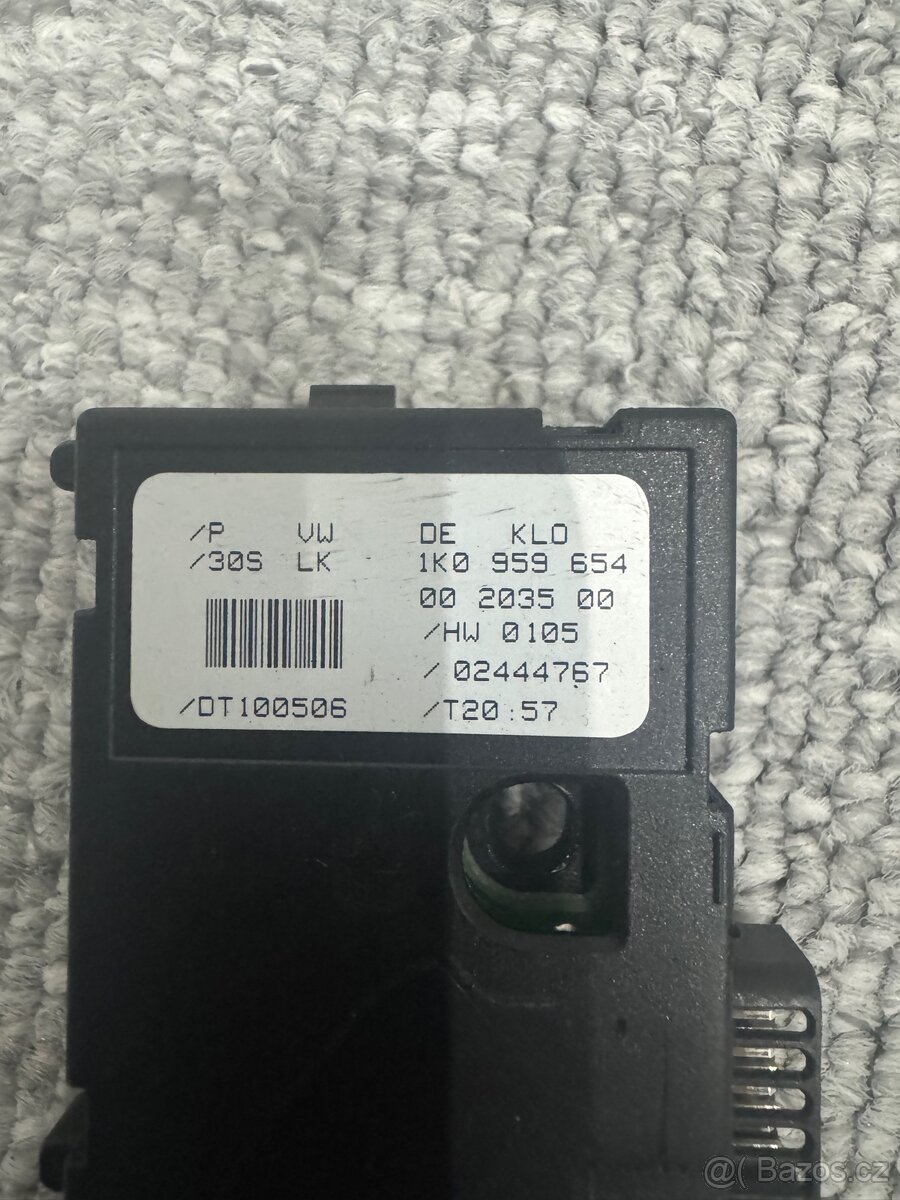 /P VW DE KLO
/30S LK 1K0 959 654
00 2035 00
/HW 0105
/02444767
/DT100506 /T20:57
@Bazos.cz